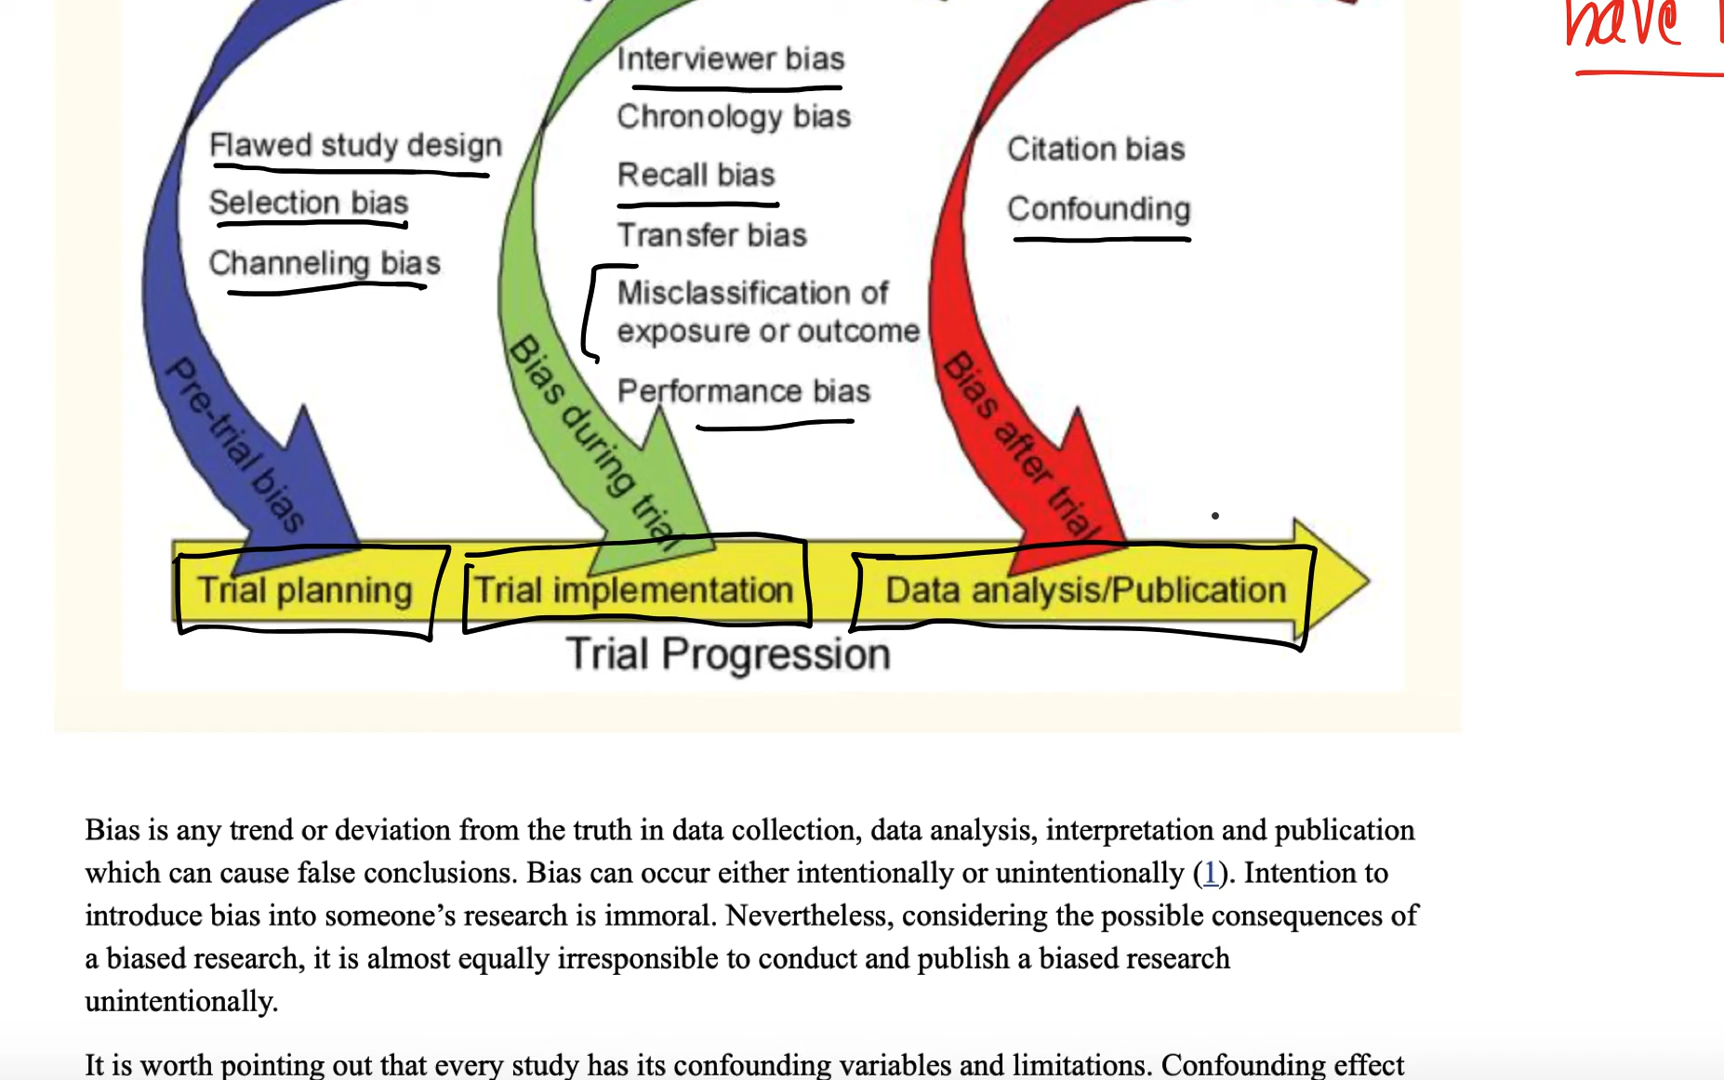 have
Interviewer bias
Chronology bias
Recall bias
Transfer bias
Misclassification of
exposure or outcome
Performance bias
Flawed study design
Selection bias
Channeling bias
Citation bias
Confounding
Pre-trial bias
Bias during trial
Bias after trial
Trial planning
Trial implementation
Data analysis/Publication
Trial Progression
Bias is any trend or deviation from the truth in data collection, data analysis, interpretation and publication
which can cause false conclusions. Bias can occur either intentionally or unintentionally (1). Intention to
introduce bias into someone’s research is immoral. Nevertheless, considering the possible consequences of
a biased research, it is almost equally irresponsible to conduct and publish a biased research
unintentionally.
It is worth pointing out that every study has its confounding variables and limitations. Confounding effect